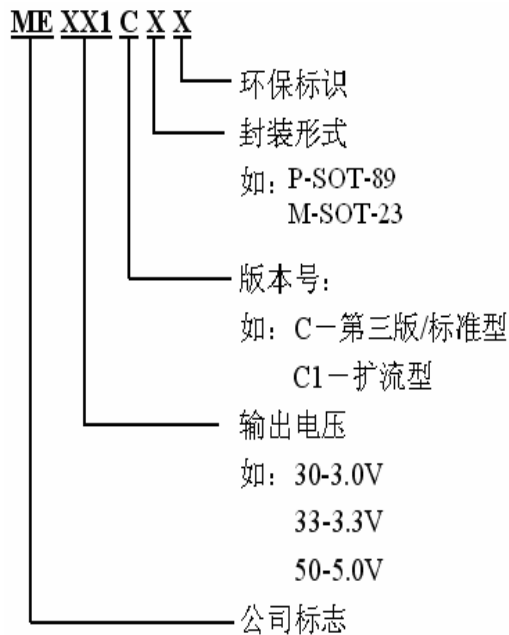 ME XX1 C X X
环保标识
封装形式
如：P-SOT-89
M-SOT-23
版本号：
如：C－第三版/标准型
C1－扩流型
输出电压
如：30-3.0V
33-3.3V
50-5.0V
公司标志